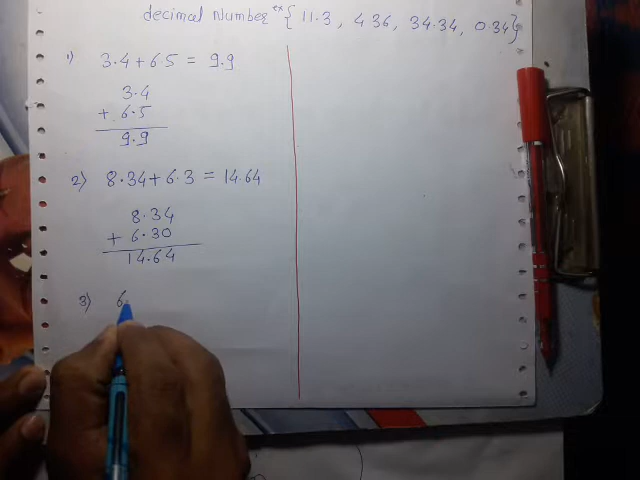 decimal number ** { 11.3 , 4.36, 34.34, 0.34}
1) 3.4 + 6.5 = 9.9
3.4
+ 6.5
9.9
2) 8.34 + 6.3 = 14.64
8.34
+ 6.30
14.64
3) 6.